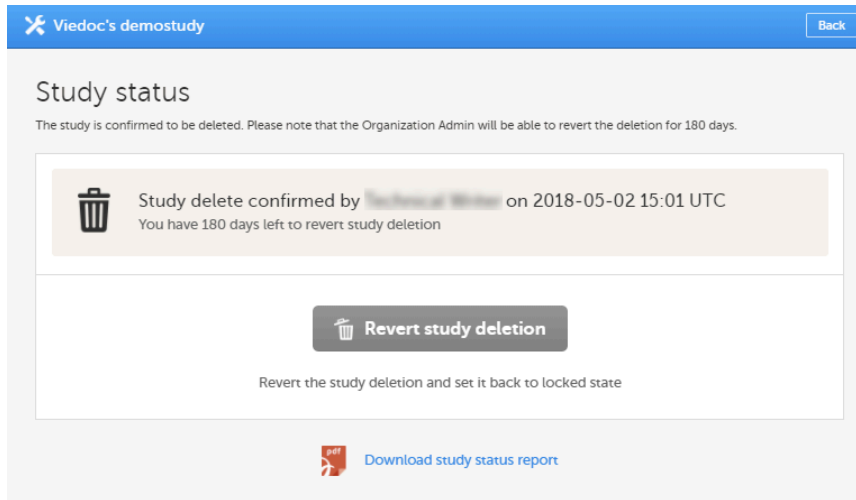 Viedoc's demostudy
Back
Study status
The study is confirmed to be deleted. Please note that the Organization Admin will be able to revert the deletion for 180 days.
Study delete confirmed by on 2018-05-02 15:01 UTC
You have 180 days left to revert study deletion
Revert study deletion
Revert the study deletion and set it back to locked state
pdf
Download study status report